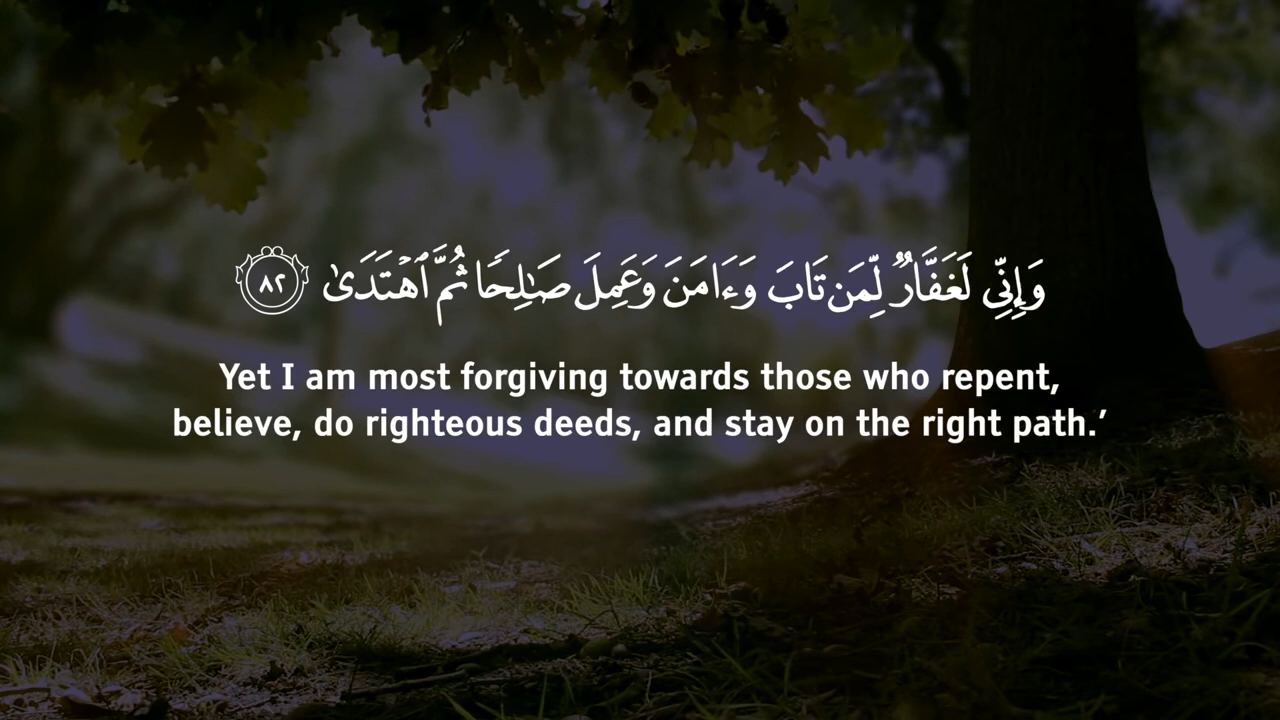 وَإِنِّى لَغَفَّارٌ لِّمَن تَابَ وَءَامَنَ وَعَمِلَ صَـٰلِحًا ثُمَّ ٱهْتَدَىٰ ٨٢
Yet I am most forgiving towards those who repent,
believe, do righteous deeds, and stay on the right path.’